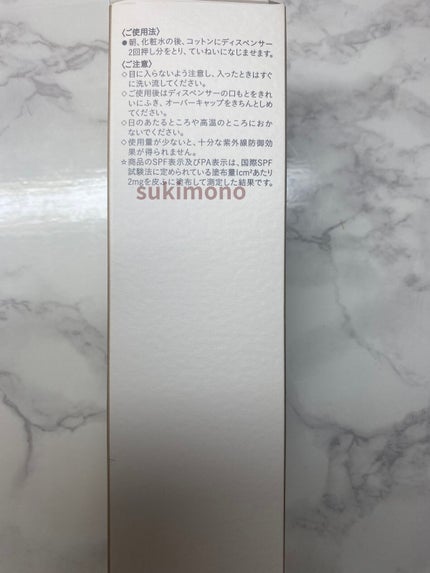 〈ご使用法〉
●朝、化粧水の後、コットンにディスペンサー
2回押し分をとり、ていねいになじませます。
〈ご注意〉
◇目に入らないよう注意し、入ったときはすぐ
に洗い流してください。
◇ご使用後はディスペンサーの口もとをきれ
いにふき、オーバーキャップをきちんとしめ
てください。
◇日のあたるところや高温のところにおか
ないでください。
◇使用量が少ないと、十分な紫外線防御効
果が得られません。
☆商品のSPF表示及びPA表示は、国際SPF
試験法に定められている塗布量1cm²あたり
2mgを皮ふに塗布して測定した結果です。
sukimono